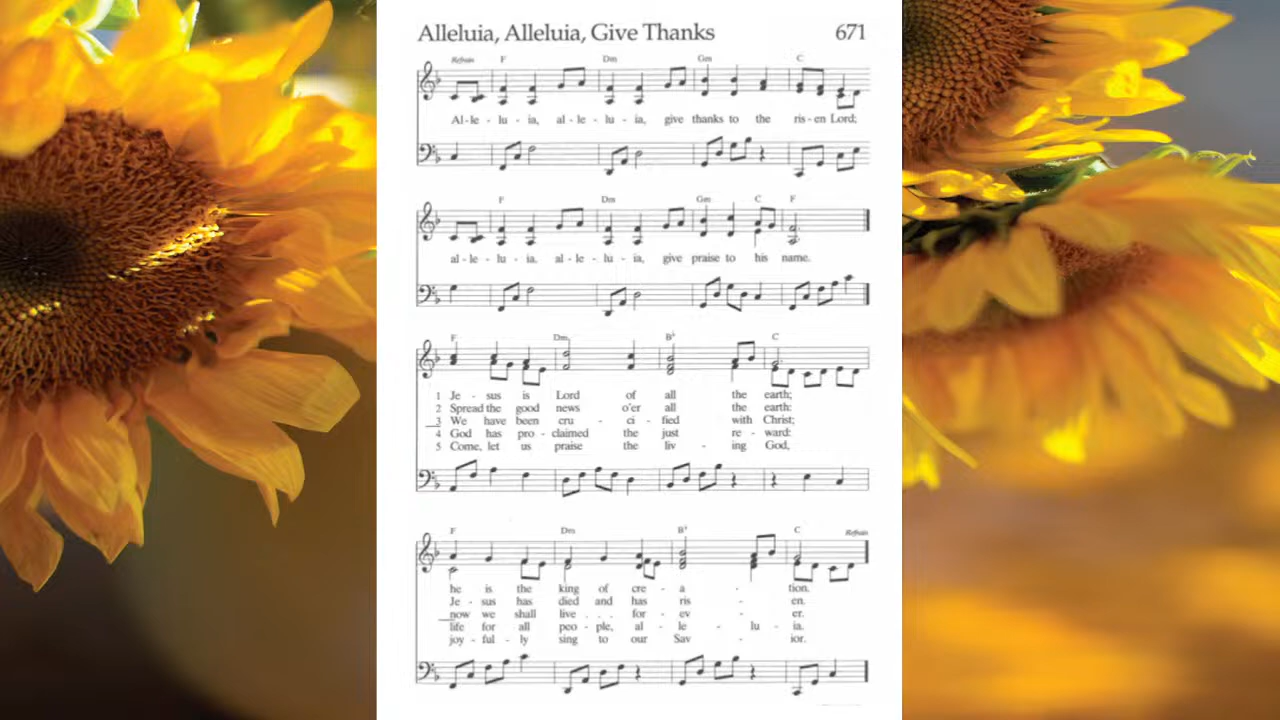 Alleluia, Alleluia, Give Thanks 671
Refrain F Dm Gm C
Al - le - lu - ia, al - le - lu - ia, give thanks to the ris - en Lord;
F Dm Gm C F
al - le - lu - ia, al - le - lu - ia, give praise to his name.
F Dm B♭ C
1 Je - sus is Lord of all the earth;
2 Spread the good news o'er all the earth:
3 We have been cru - ci - fied with Christ;
4 God has pro - claimed the just re - ward:
5 Come, let us praise the liv - ing God,
F Dm B♭ C Refrain
he is the king of cre - a - tion.
Je - sus has died and has ris - en.
now we shall live . . . for - ev - er.
life for all peo - ple, al - le - lu - ia.
joy - ful - ly sing to our Sav - ior.